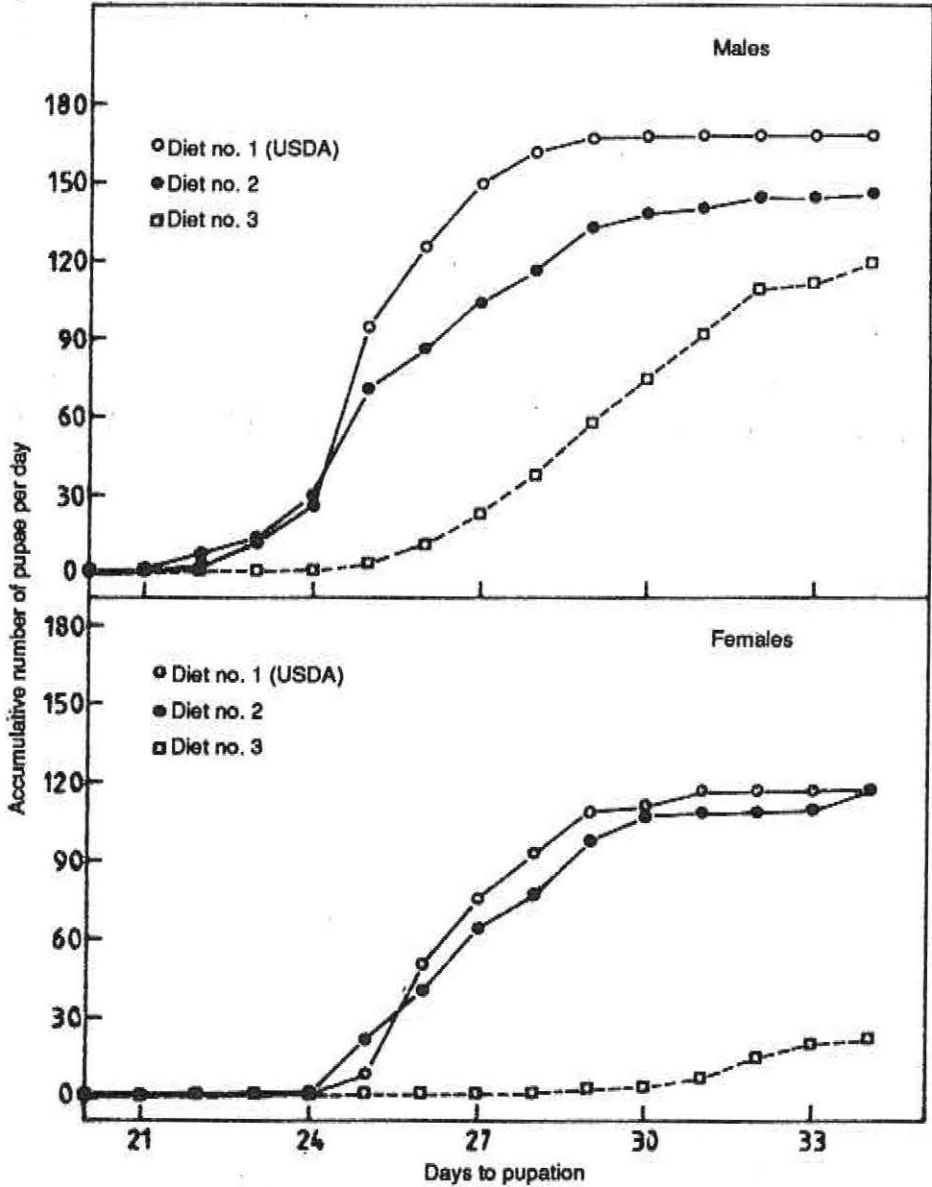 Males
180
150
120
90
60
30
0
Diet no. 1 (USDA)
Diet no. 2
Diet no. 3
Accumulative number of pupae per day
Females
180
150
120
90
60
30
0
Diet no. 1 (USDA)
Diet no. 2
Diet no. 3
21 24 27 30 33
Days to pupation